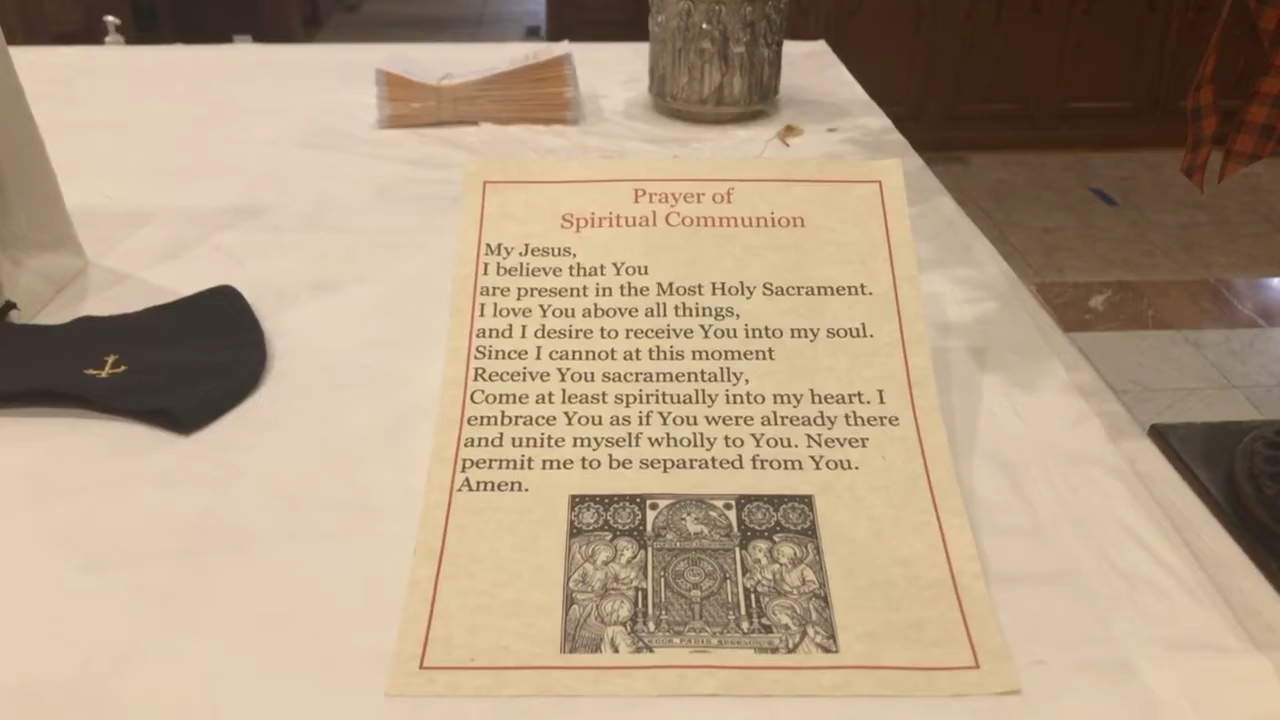 Prayer of
Spiritual Communion
My Jesus,
I believe that You
are present in the Most Holy Sacrament.
I love You above all things,
and I desire to receive You into my soul.
Since I cannot at this moment
Receive You sacramentally,
Come at least spiritually into my heart. I
embrace You as if You were already there
and unite myself wholly to You. Never
permit me to be separated from You.
Amen.